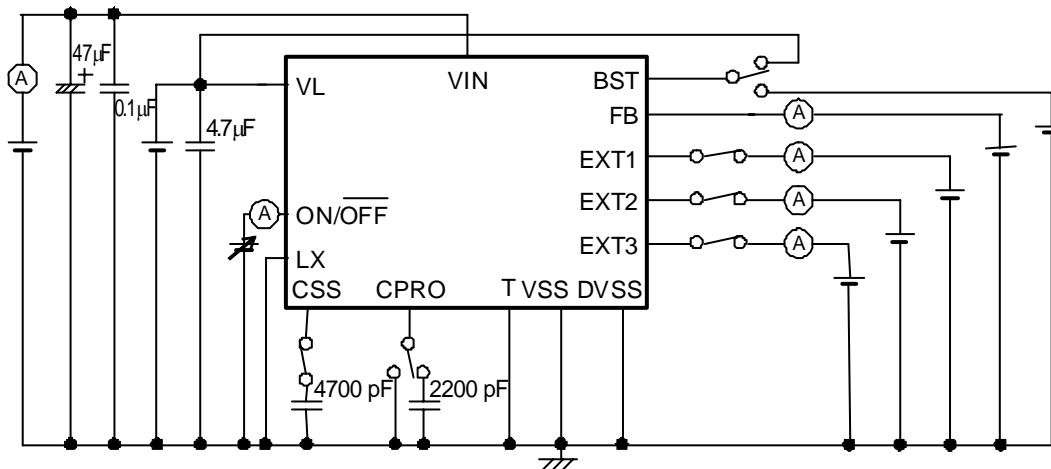 47μF
+
A
0.1μF
4.7μF
VL
VIN
BST
FB
A
EXT1
A
EXT2
A
EXT3
A
A
ON/OFF
LX
CSS
CPRO
T
VSS
DVSS
4700 pF
2200 pF